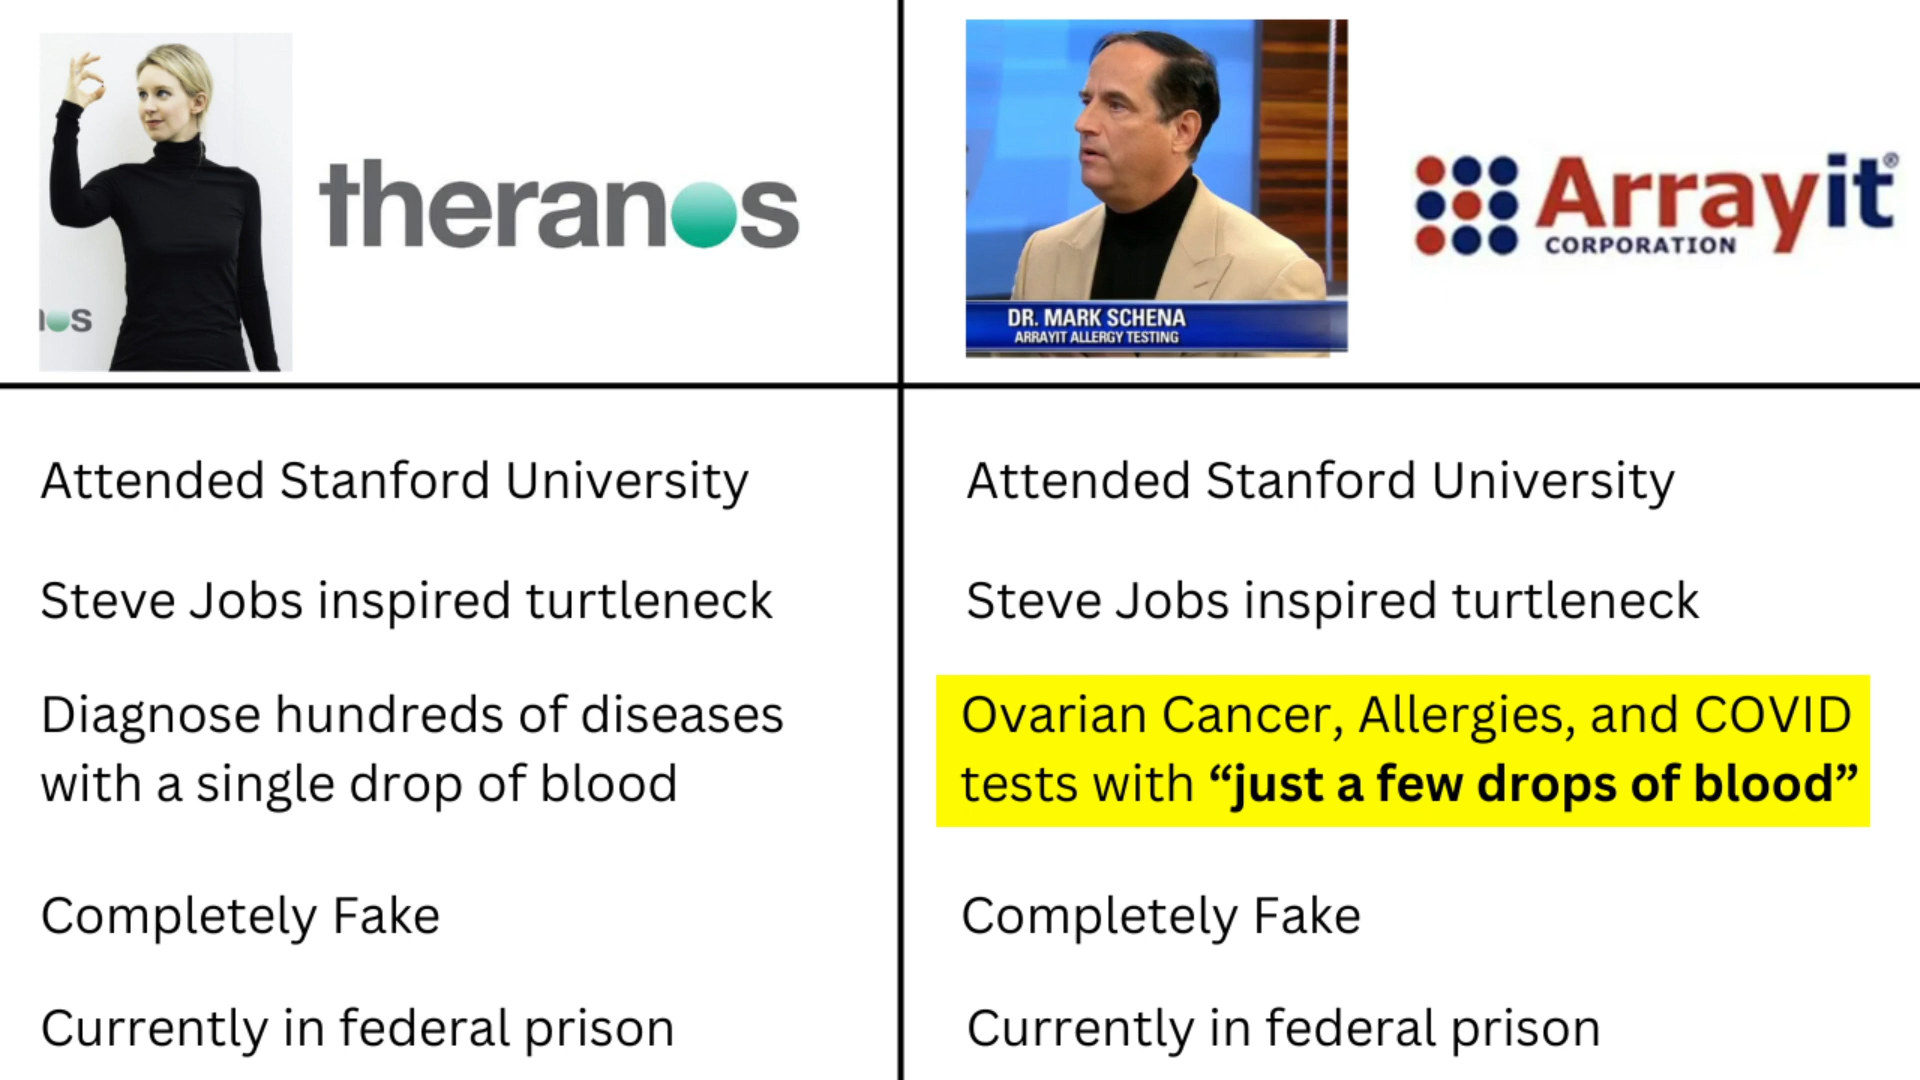 theranos
os
DR. MARK SCHENA
ARRAYIT ALLERGY TESTING
Arrayit®
CORPORATION
Attended Stanford University
Steve Jobs inspired turtleneck
Diagnose hundreds of diseases
with a single drop of blood
Completely Fake
Currently in federal prison
Attended Stanford University
Steve Jobs inspired turtleneck
Ovarian Cancer, Allergies, and COVID
tests with “just a few drops of blood”
Completely Fake
Currently in federal prison